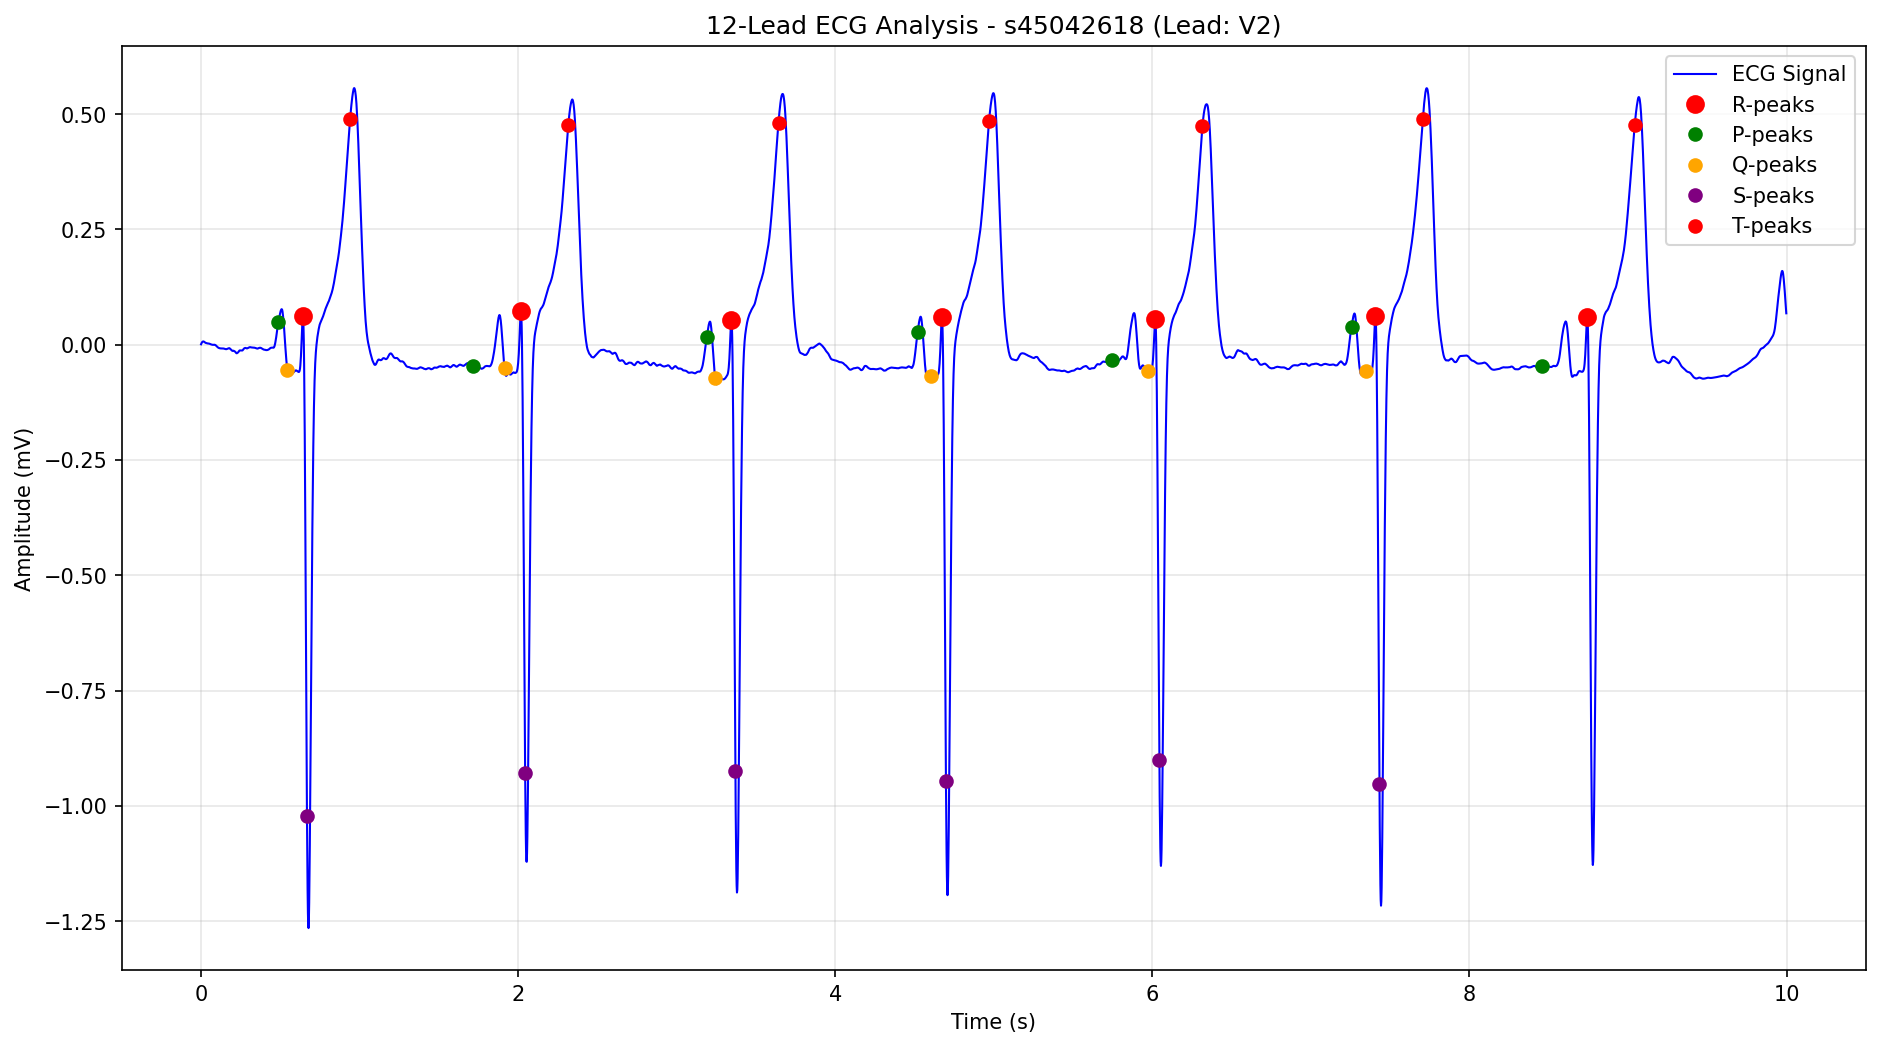 12-Lead ECG Analysis - s45042618 (Lead: V2)
ECG Signal
R-peaks
P-peaks
Q-peaks
S-peaks
T-peaks
Amplitude (mV)
0.50
0.25
0.00
−0.25
−0.50
−0.75
−1.00
−1.25
0 2 4 6 8 10
Time (s)